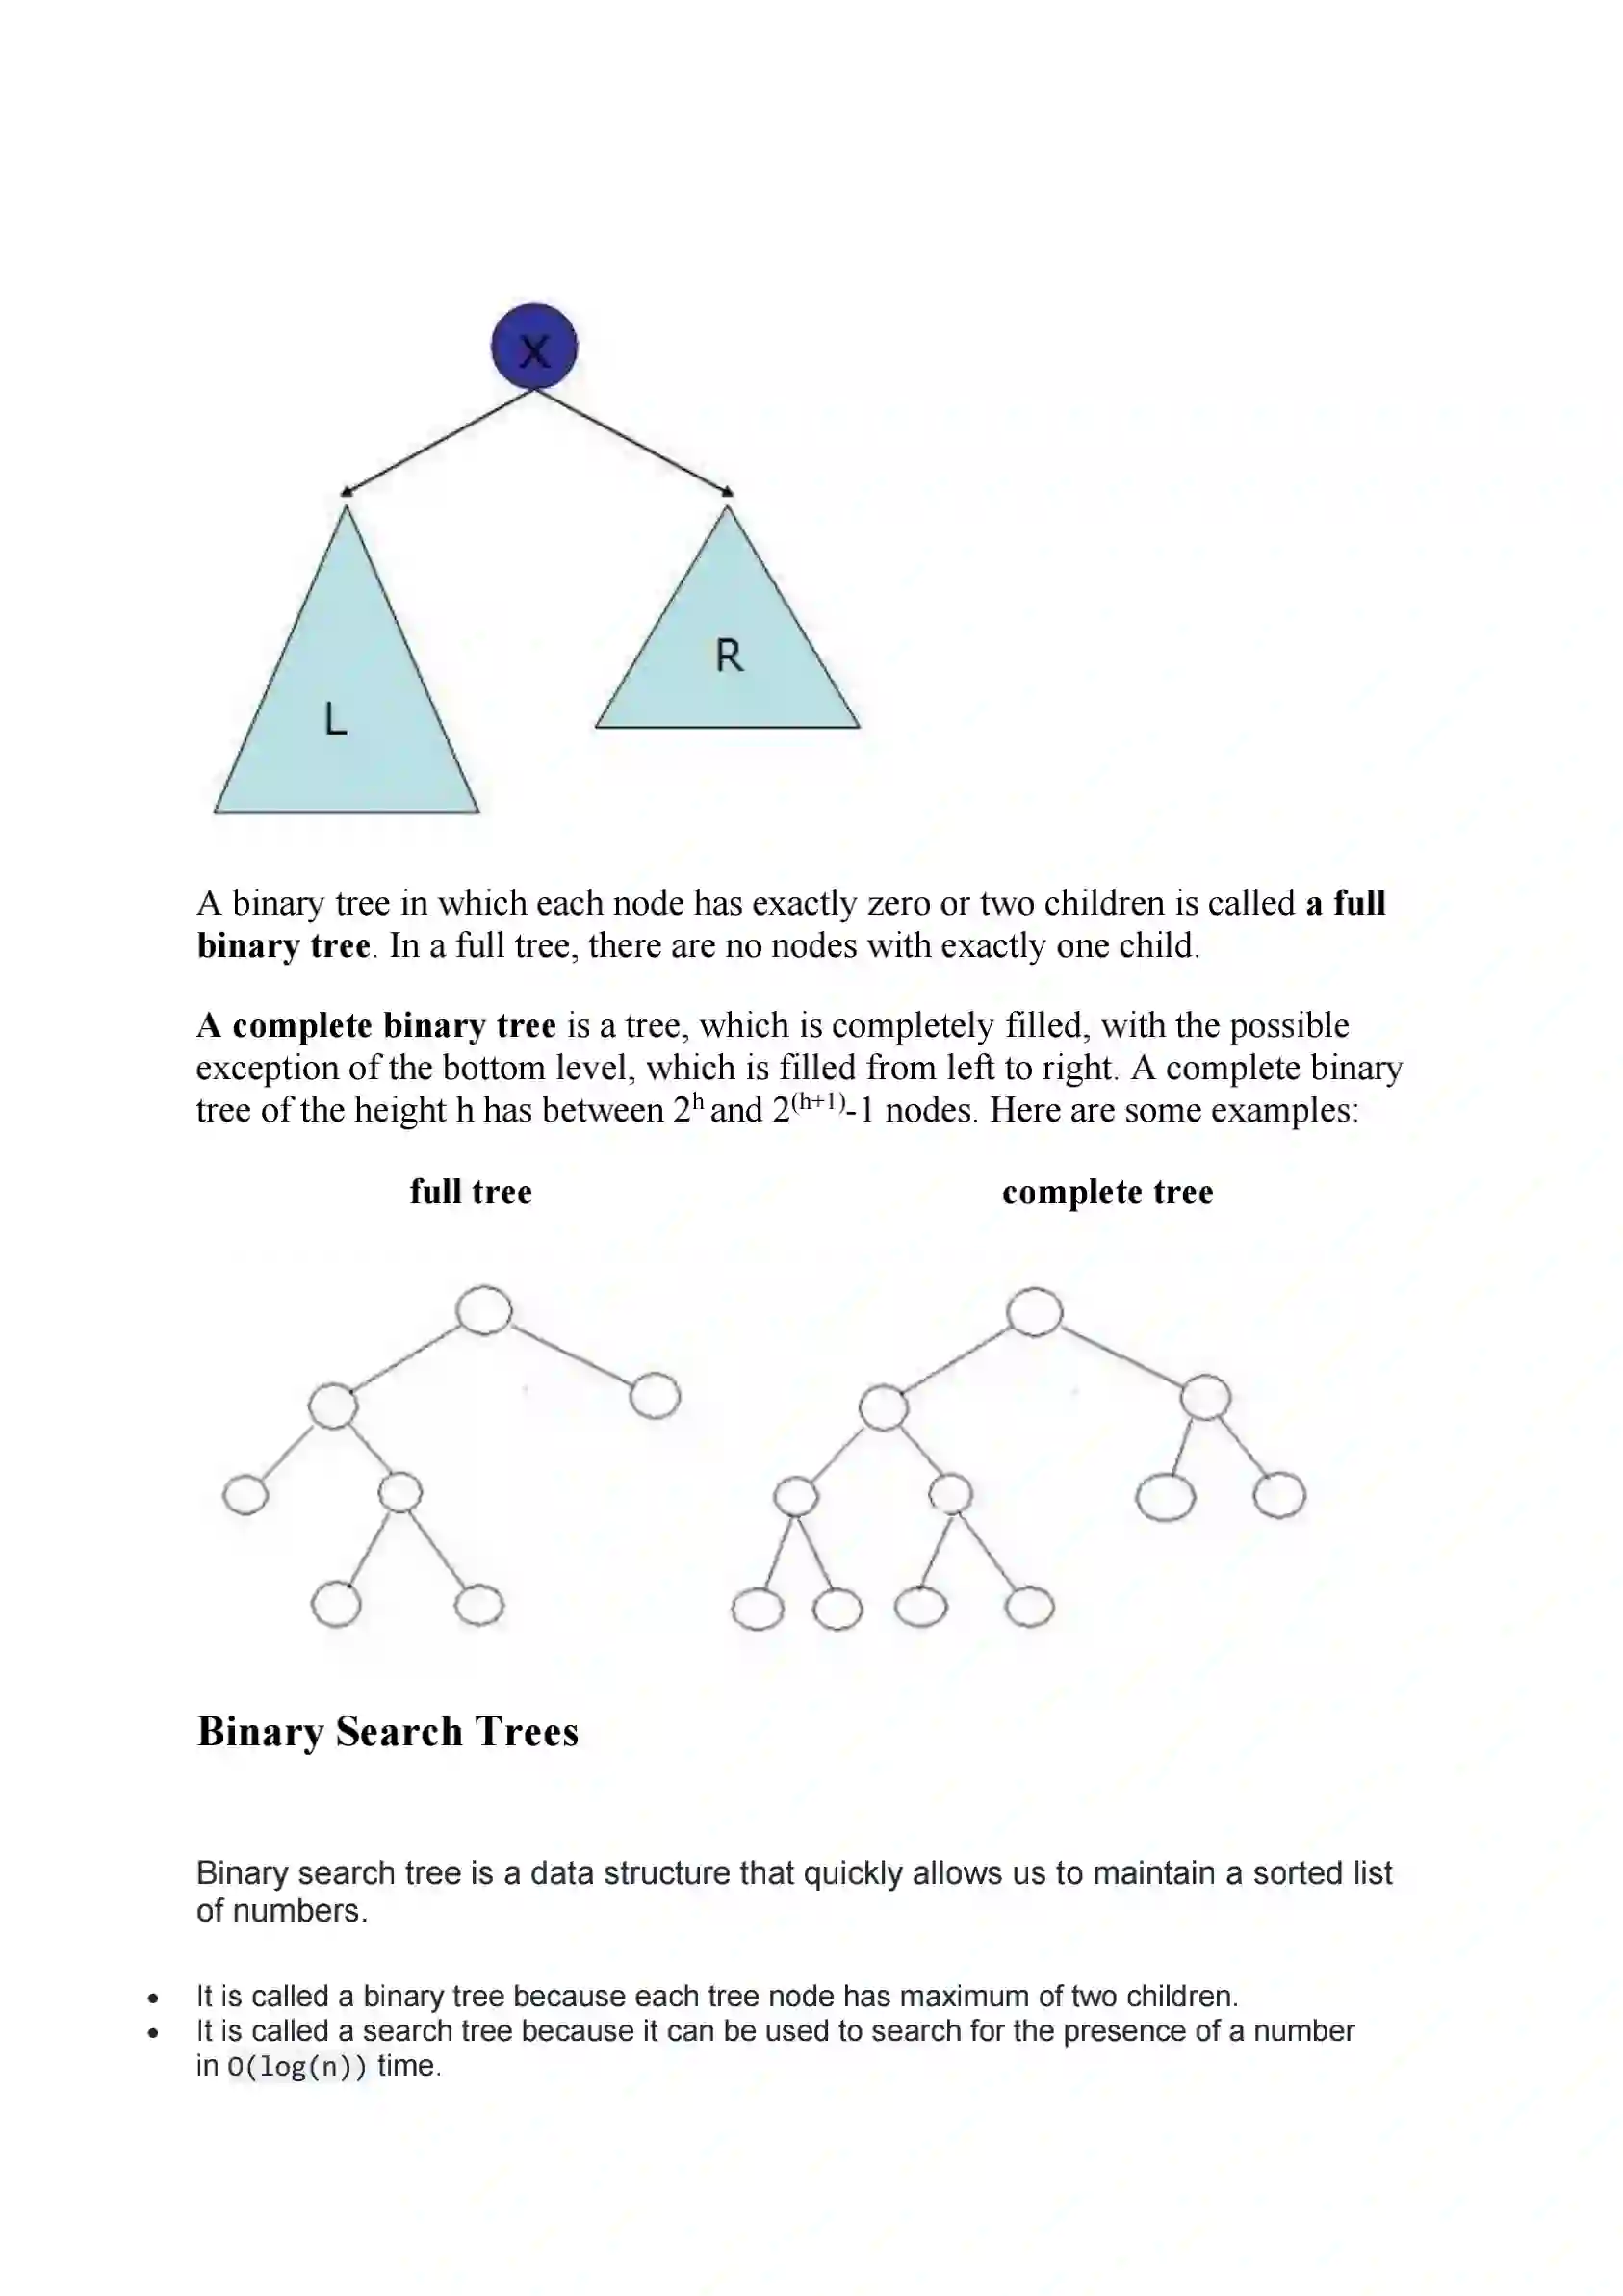 X
L
R
A binary tree in which each node has exactly zero or two children is called a full
binary tree. In a full tree, there are no nodes with exactly one child.
A complete binary tree is a tree, which is completely filled, with the possible
exception of the bottom level, which is filled from left to right. A complete binary
tree of the height h has between 2^h and 2^(h+1)-1 nodes. Here are some examples:
full tree
complete tree
Binary Search Trees
Binary search tree is a data structure that quickly allows us to maintain a sorted list
of numbers.
• It is called a binary tree because each tree node has maximum of two children.
• It is called a search tree because it can be used to search for the presence of a number
in O(log(n)) time.